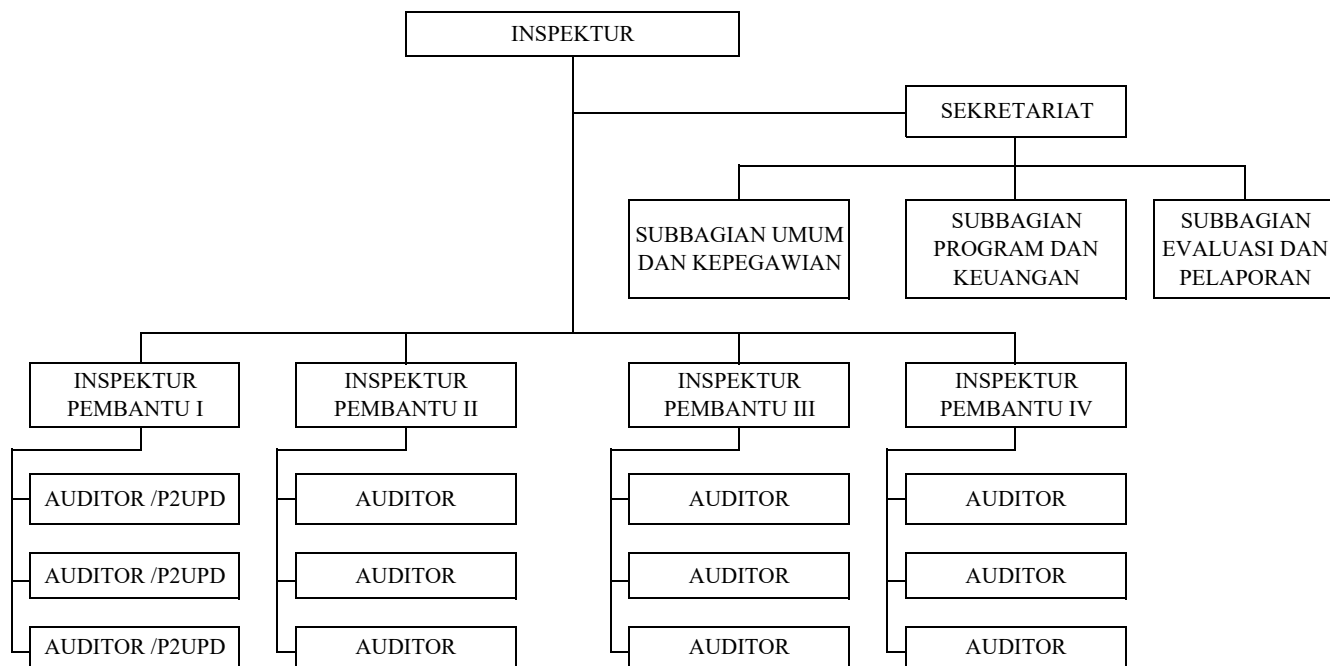 INSPEKTUR
SEKRETARIAT
SUBBAGIAN UMUM
DAN KEPEGAWIAN
SUBBAGIAN
PROGRAM DAN
KEUANGAN
SUBBAGIAN
EVALUASI DAN
PELAPORAN
INSPEKTUR
PEMBANTU I
INSPEKTUR
PEMBANTU II
INSPEKTUR
PEMBANTU III
INSPEKTUR
PEMBANTU IV
AUDITOR /P2UPD
AUDITOR
AUDITOR
AUDITOR
AUDITOR /P2UPD
AUDITOR
AUDITOR
AUDITOR
AUDITOR /P2UPD
AUDITOR
AUDITOR
AUDITOR